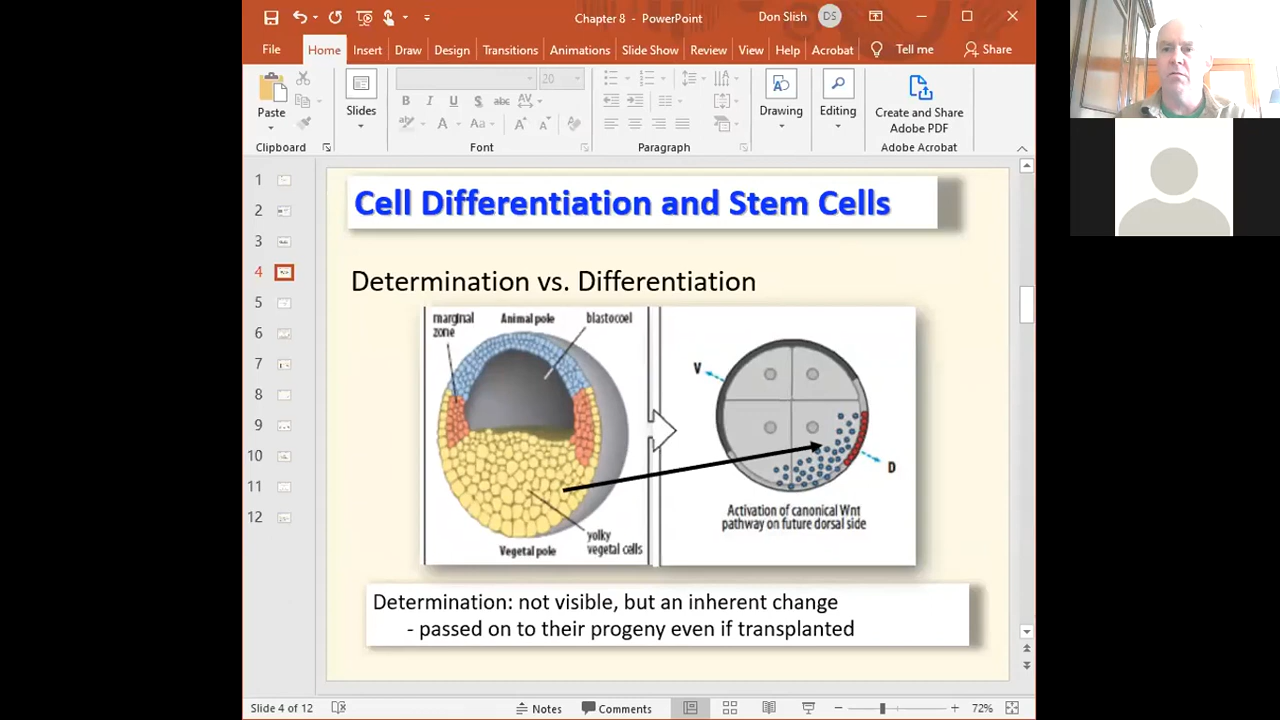 Chapter 8 - PowerPoint
Don Slish
DS
File Home Insert Draw Design Transitions Animations Slide Show Review View Help Acrobat Tell me Share
Paste
Slides
Drawing
Editing
Create and Share
Adobe PDF
Clipboard
Font
Paragraph
Adobe Acrobat
20
B I U S abc AV
A Aa A A
1
2
3
4
5
6
7
8
9
10
11
12
Cell Differentiation and Stem Cells
Determination vs. Differentiation
marginal
zone
Animal pole
blastocoel
yolky
vegetal cells
Vegetal pole
V
D
Activation of canonical Wnt
pathway on future dorsal side
Determination: not visible, but an inherent change
- passed on to their progeny even if transplanted
Slide 4 of 12
Notes
Comments
72%